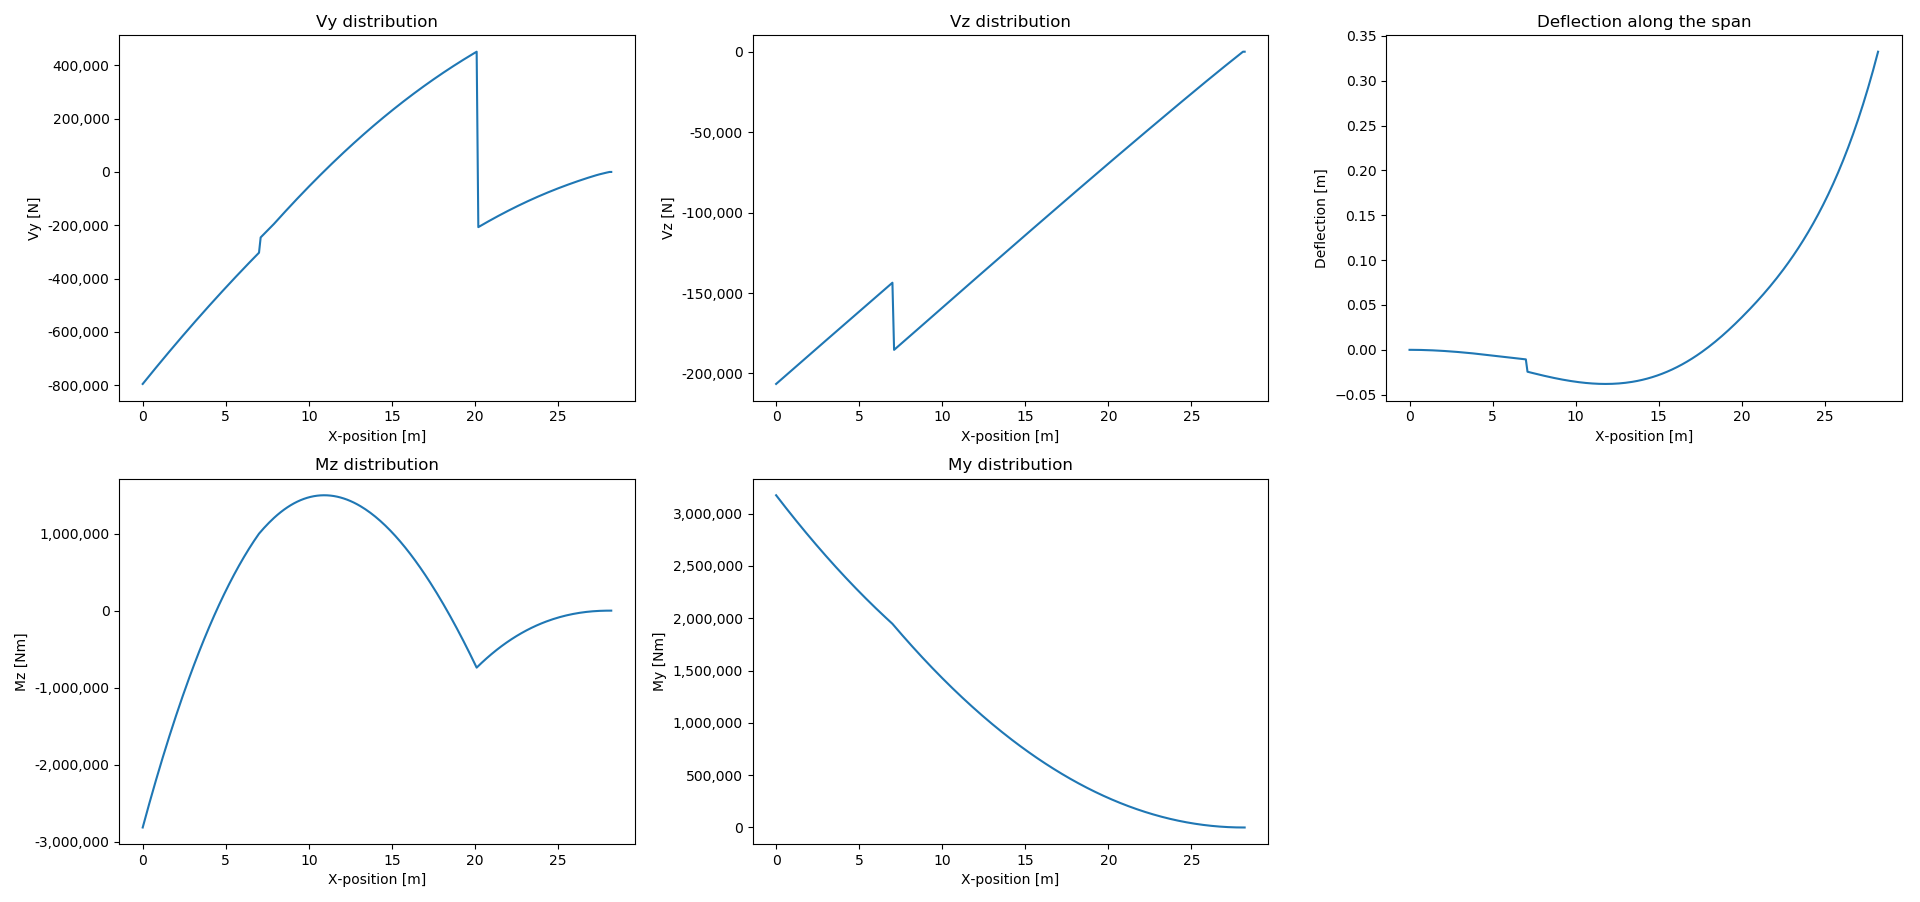 Vy distribution
400,000
200,000
0
-200,000
-400,000
-600,000
-800,000
Vy [N]
0 5 10 15 20 25
X-position [m]
Vz distribution
0
-50,000
-100,000
-150,000
-200,000
Vz [N]
0 5 10 15 20 25
X-position [m]
Deflection along the span
0.35
0.30
0.25
0.20
0.15
0.10
0.05
0.00
−0.05
Deflection [m]
0 5 10 15 20 25
X-position [m]
Mz distribution
1,000,000
0
-1,000,000
-2,000,000
-3,000,000
Mz [Nm]
0 5 10 15 20 25
X-position [m]
My distribution
3,000,000
2,500,000
2,000,000
1,500,000
1,000,000
500,000
0
My [Nm]
0 5 10 15 20 25
X-position [m]